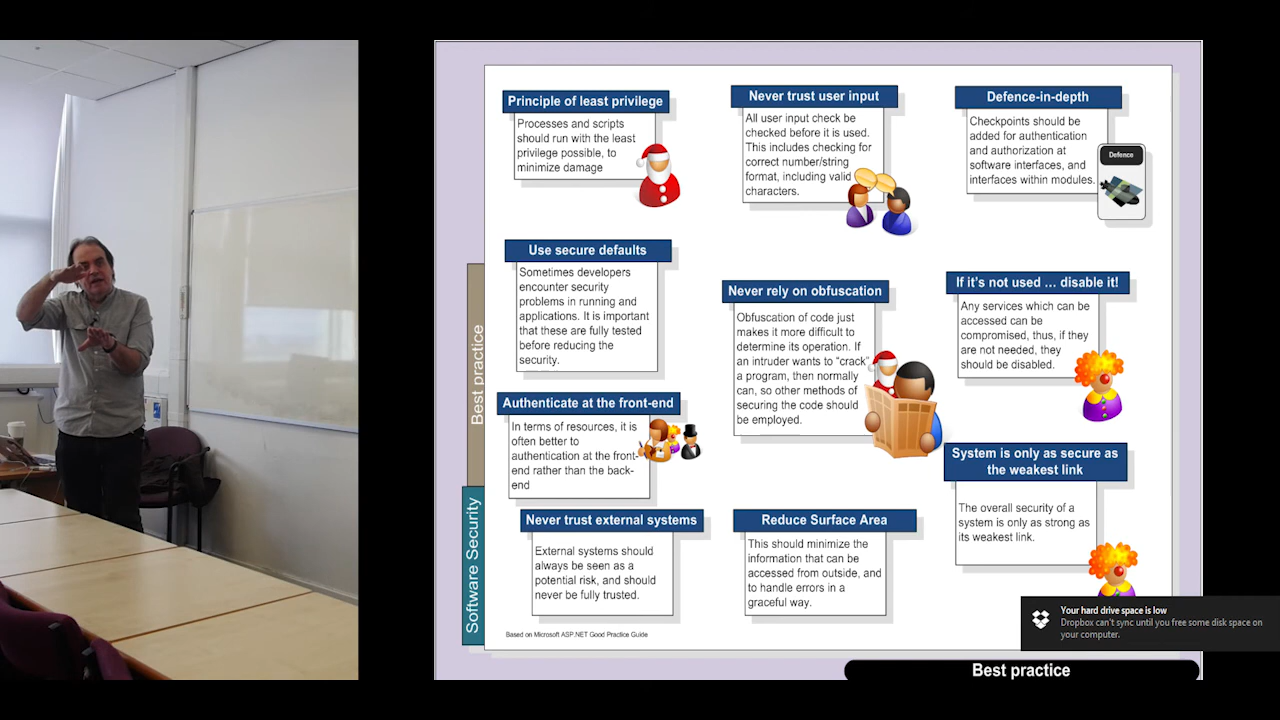 Principle of least privilege
Processes and scripts
should run with the least
privilege possible, to
minimize damage
Never trust user input
All user input check be
checked before it is used.
This includes checking for
correct number/string
format, including valid
characters.
Defence-in-depth
Checkpoints should be
added for authentication
and authorization at
software interfaces, and
interfaces within modules.
Defence
Use secure defaults
Sometimes developers
encounter security
problems in running and
applications. It is important
that these are fully tested
before reducing the
security.
Never rely on obfuscation
Obfuscation of code just
makes it more difficult to
determine its operation. If
an intruder wants to “crack”
a program, then normally
can, so other methods of
securing the code should
be employed.
If it’s not used … disable it!
Any services which can be
accessed can be
compromised, thus, if they
are not needed, they
should be disabled.
Authenticate at the front-end
In terms of resources, it is
often better to
authentication at the front-
end rather than the back-
end
System is only as secure as
the weakest link
The overall security of a
system is only as strong as
its weakest link.
Never trust external systems
External systems should
always be seen as a
potential risk, and should
never be fully trusted.
Reduce Surface Area
This should minimize the
information that can be
accessed from outside, and
to handle errors in a
graceful way.
Based on Microsoft ASP.NET Good Practice Guide
Best practice
Software Security
Your hard drive space is low
Dropbox can't sync until you free some disk space on
your computer.
Best practice